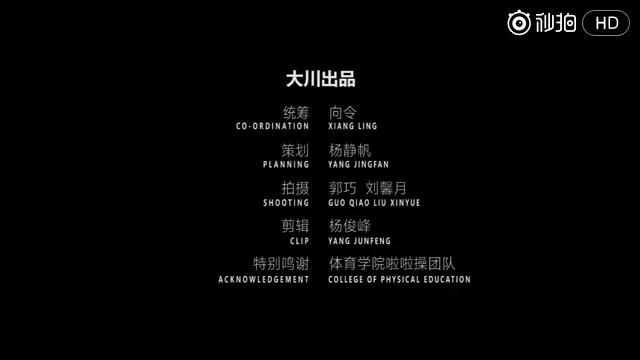 秒拍 HD
大川出品
统筹 向令
CO-ORDINATION XIANG LING
策划 杨静帆
PLANNING YANG JINGFAN
拍摄 郭巧 刘馨月
SHOOTING GUO QIAO LIU XINYUE
剪辑 杨俊峰
CLIP YANG JUNFENG
特别鸣谢 体育学院啦啦操团队
ACKNOWLEDGEMENT COLLEGE OF PHYSICAL EDUCATION